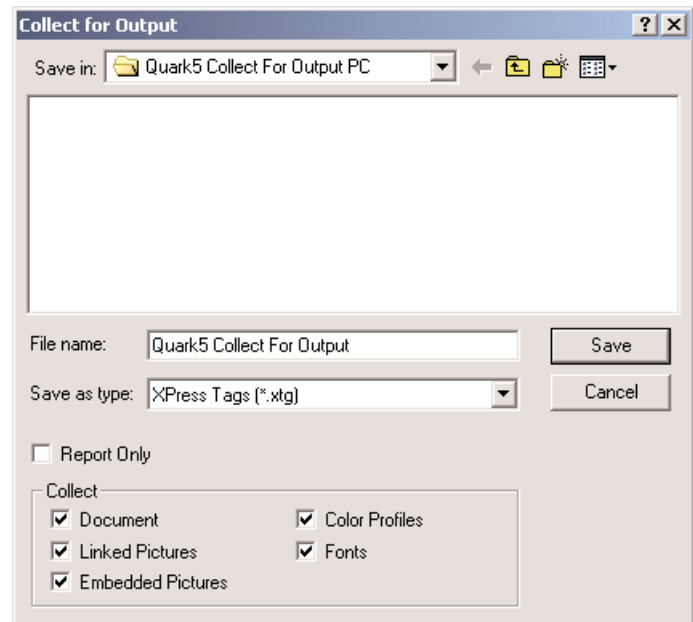 Collect for Output
Save in: Quark5 Collect For Output PC
File name: Quark5 Collect For Output Save
Save as type: XPress Tags (*.xtg) Cancel
Report Only
Collect
Document Color Profiles
Linked Pictures Fonts
Embedded Pictures